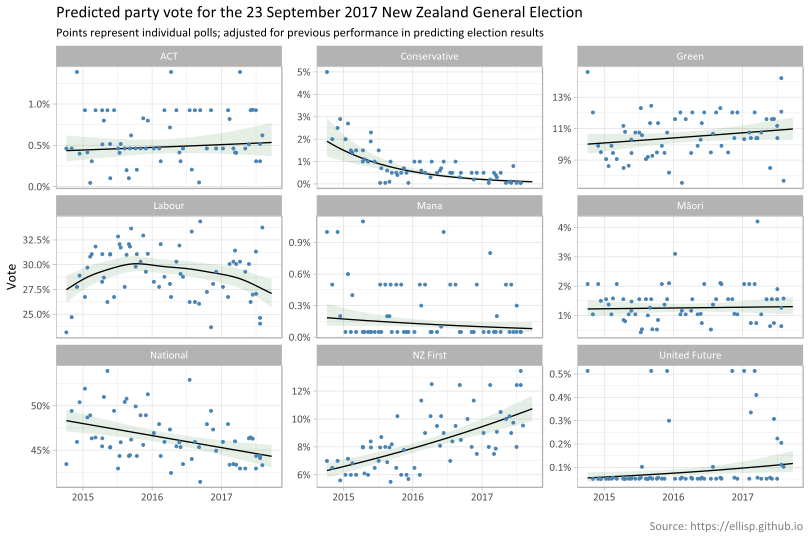 Predicted party vote for the 23 September 2017 New Zealand General Election
Points represent individual polls; adjusted for previous performance in predicting election results
ACT
Conservative
Green
1.0%
0.5%
0.0%
5%
4%
3%
2%
1%
0%
13%
11%
9%
Labour
Mana
Māori
32.5%
30.0%
27.5%
25.0%
0.9%
0.6%
0.3%
0.0%
4%
3%
2%
1%
Vote
National
NZ First
United Future
50%
45%
12%
10%
8%
6%
0.5%
0.4%
0.3%
0.2%
0.1%
2015 2016 2017
2015 2016 2017
2015 2016 2017
Source: https://ellisp.github.io